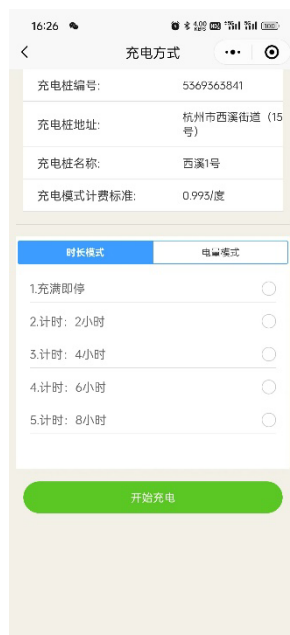 16:26
充电方式
充电桩编号: 5369363841
充电桩地址: 杭州市西溪街道 (15
号)
充电桩名称: 西溪1号
充电模式计费标准: 0.993/度
时长模式 电量模式
1.充满即停
2.计时: 2小时
3.计时: 4小时
4.计时: 6小时
5.计时: 8小时
开始充电